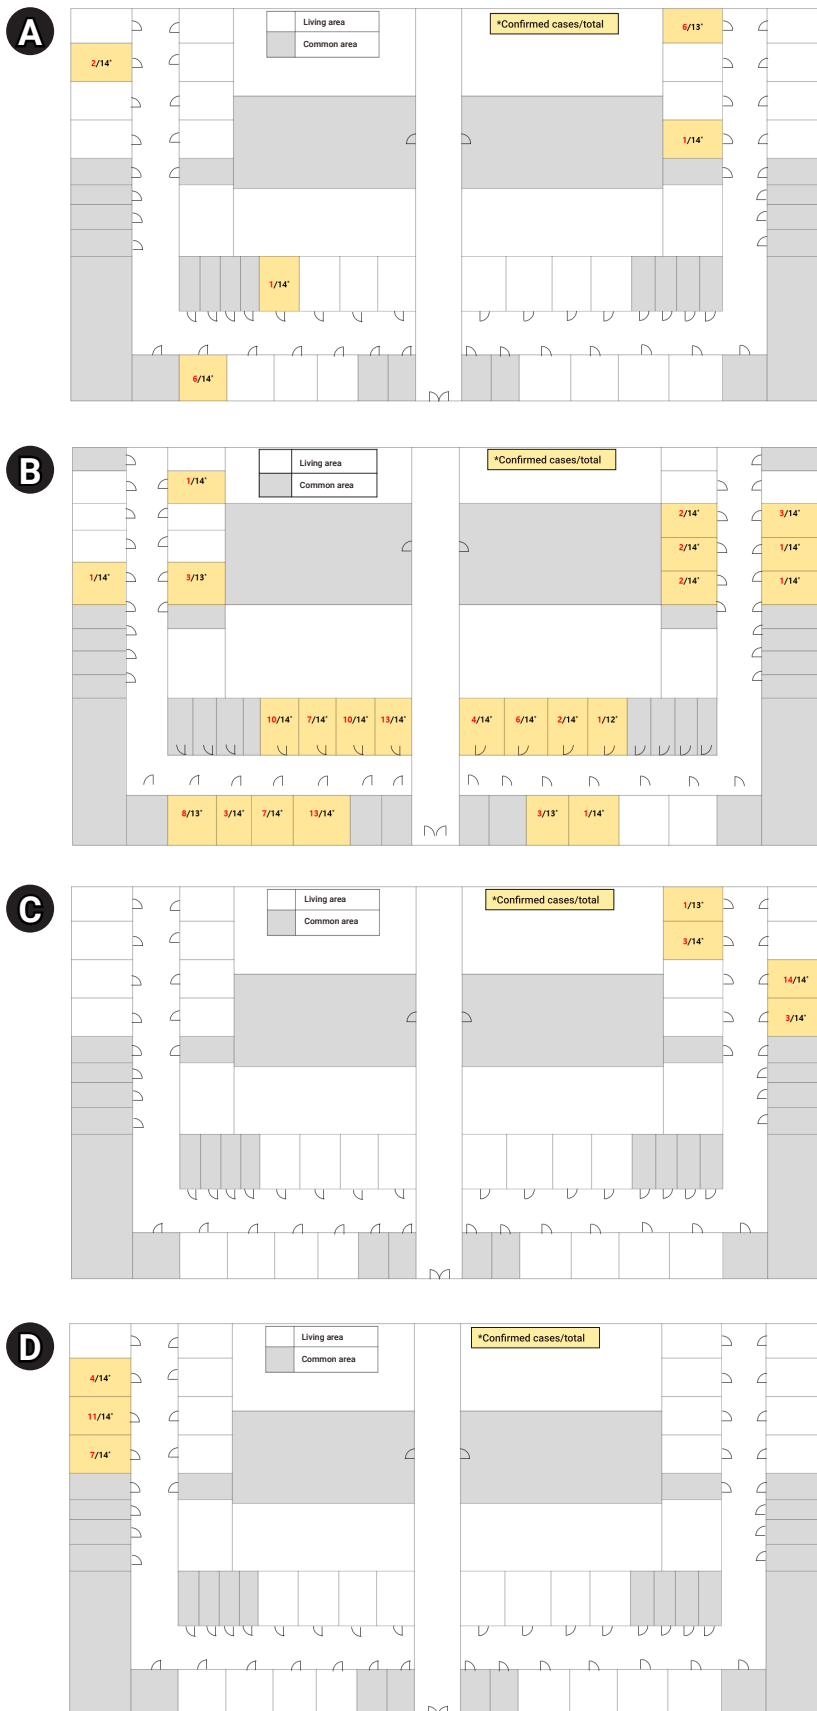 A
Living area
Common area
*Confirmed cases/total
6/13*
2/14*
1/14*
1/14*
6/14*
B
Living area
Common area
*Confirmed cases/total
1/14*
2/14*
3/14*
2/14*
1/14*
1/14*
3/13*
2/14*
1/14*
10/14*
7/14*
10/14*
13/14*
4/14*
6/14*
2/14*
1/12*
8/13*
3/14*
7/14*
13/14*
3/13*
1/14*
C
Living area
Common area
*Confirmed cases/total
1/13*
3/14*
14/14*
3/14*
D
Living area
Common area
*Confirmed cases/total
4/14*
11/14*
7/14*